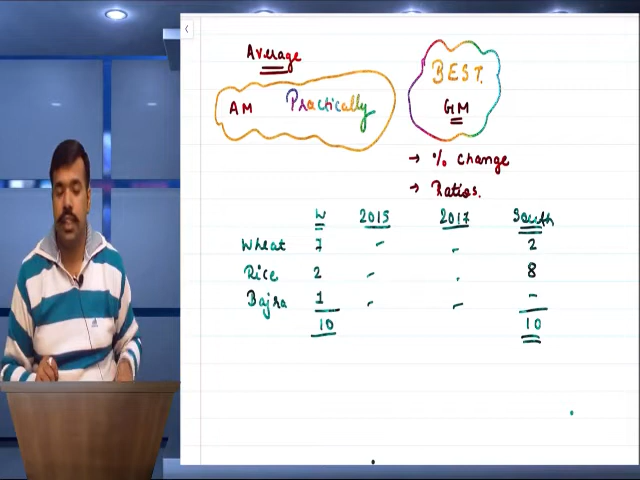 Average
AM Practically
BEST.
GM
→ % Change
→ Ratios.
W 2015 2017 South
Wheat 7 " " 2
Rice 2 " " 8
Bajra 1 " " -
10 10